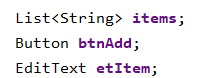 List<String> items;
Button btnAdd;
EditText etItem;